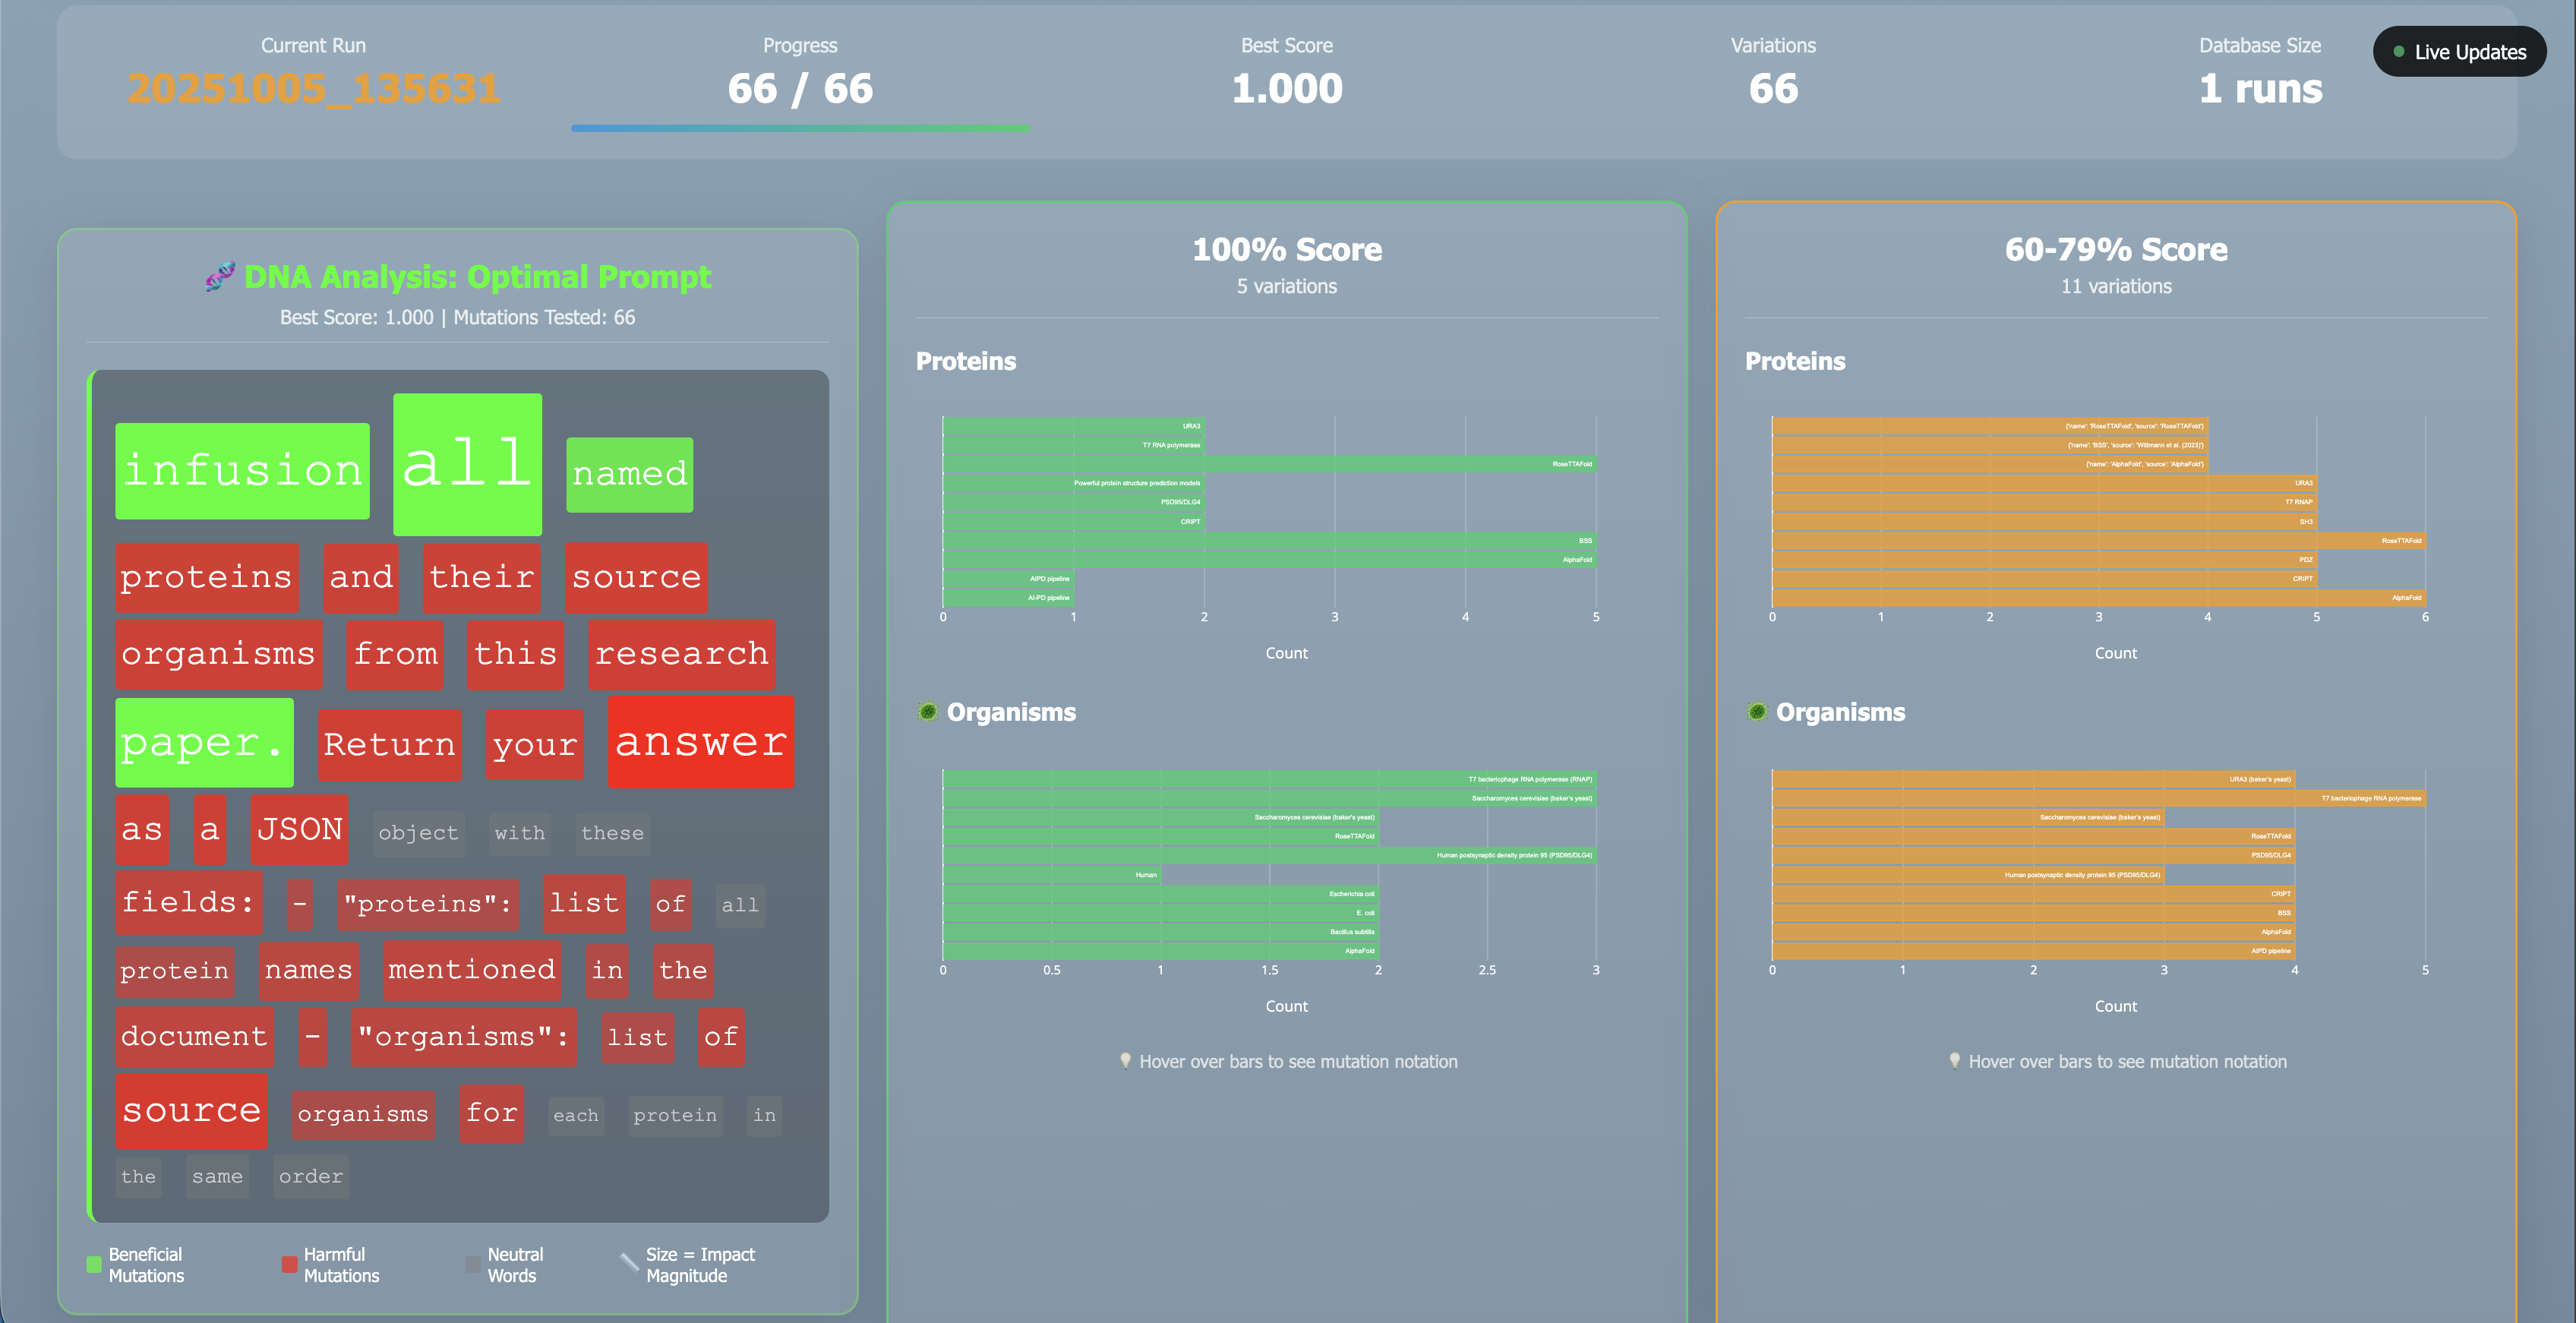 Current Run
20251005_135631
Progress
66 / 66
Best Score
1.000
Variations
66
Database Size
1 runs
Live Updates
🧬 DNA Analysis: Optimal Prompt
Best Score: 1.000 | Mutations Tested: 66
infusion all named
proteins and their source
organisms from this research
paper. Return your answer
as a JSON object with these
fields: - "proteins": list of all
protein names mentioned in the
document - "organisms": list of
source organisms for each protein in
the same order
Beneficial
Mutations
Harmful
Mutations
Neutral
Words
Size = Impact
Magnitude
100% Score
5 variations
Proteins
URA3
T7 RNA polymerase
RoseTTAFold
Powerful protein structure prediction models
PSD95/DLG4
CRIPT
BSS
AlphaFold
AIPD pipeline
AI-PD pipeline
0 1 2 3 4 5
Count
Organisms
T7 bacteriophage RNA polymerase (RNAP)
Saccharomyces cerevisiae (baker's yeast)
Saccharomyces cerevisiae (baker's yeast)
RoseTTAFold
Human postsynaptic density protein 95 (PSD95/DLG4)
Human
Escherichia coli
E. coli
Bacillus subtilis
AlphaFold
0 0.5 1 1.5 2 2.5 3
Count
Hover over bars to see mutation notation
60-79% Score
11 variations
Proteins
{'name': 'RoseTTAFold', 'source': 'RoseTTAFold'}
{'name': 'BSS', 'source': 'Wittmann et al. (2023)'}
{'name': 'AlphaFold', 'source': 'AlphaFold'}
URA3
T7 RNAP
SH3
RoseTTAFold
PDZ
CRIPT
AlphaFold
0 1 2 3 4 5 6
Count
Organisms
URA3 (baker's yeast)
T7 bacteriophage RNA polymerase
Saccharomyces cerevisiae (baker's yeast)
RoseTTAFold
PSD95/DLG4
Human postsynaptic density protein 95 (PSD95/DLG4)
CRIPT
BSS
AlphaFold
AIPD pipeline
0 1 2 3 4 5
Count
Hover over bars to see mutation notation